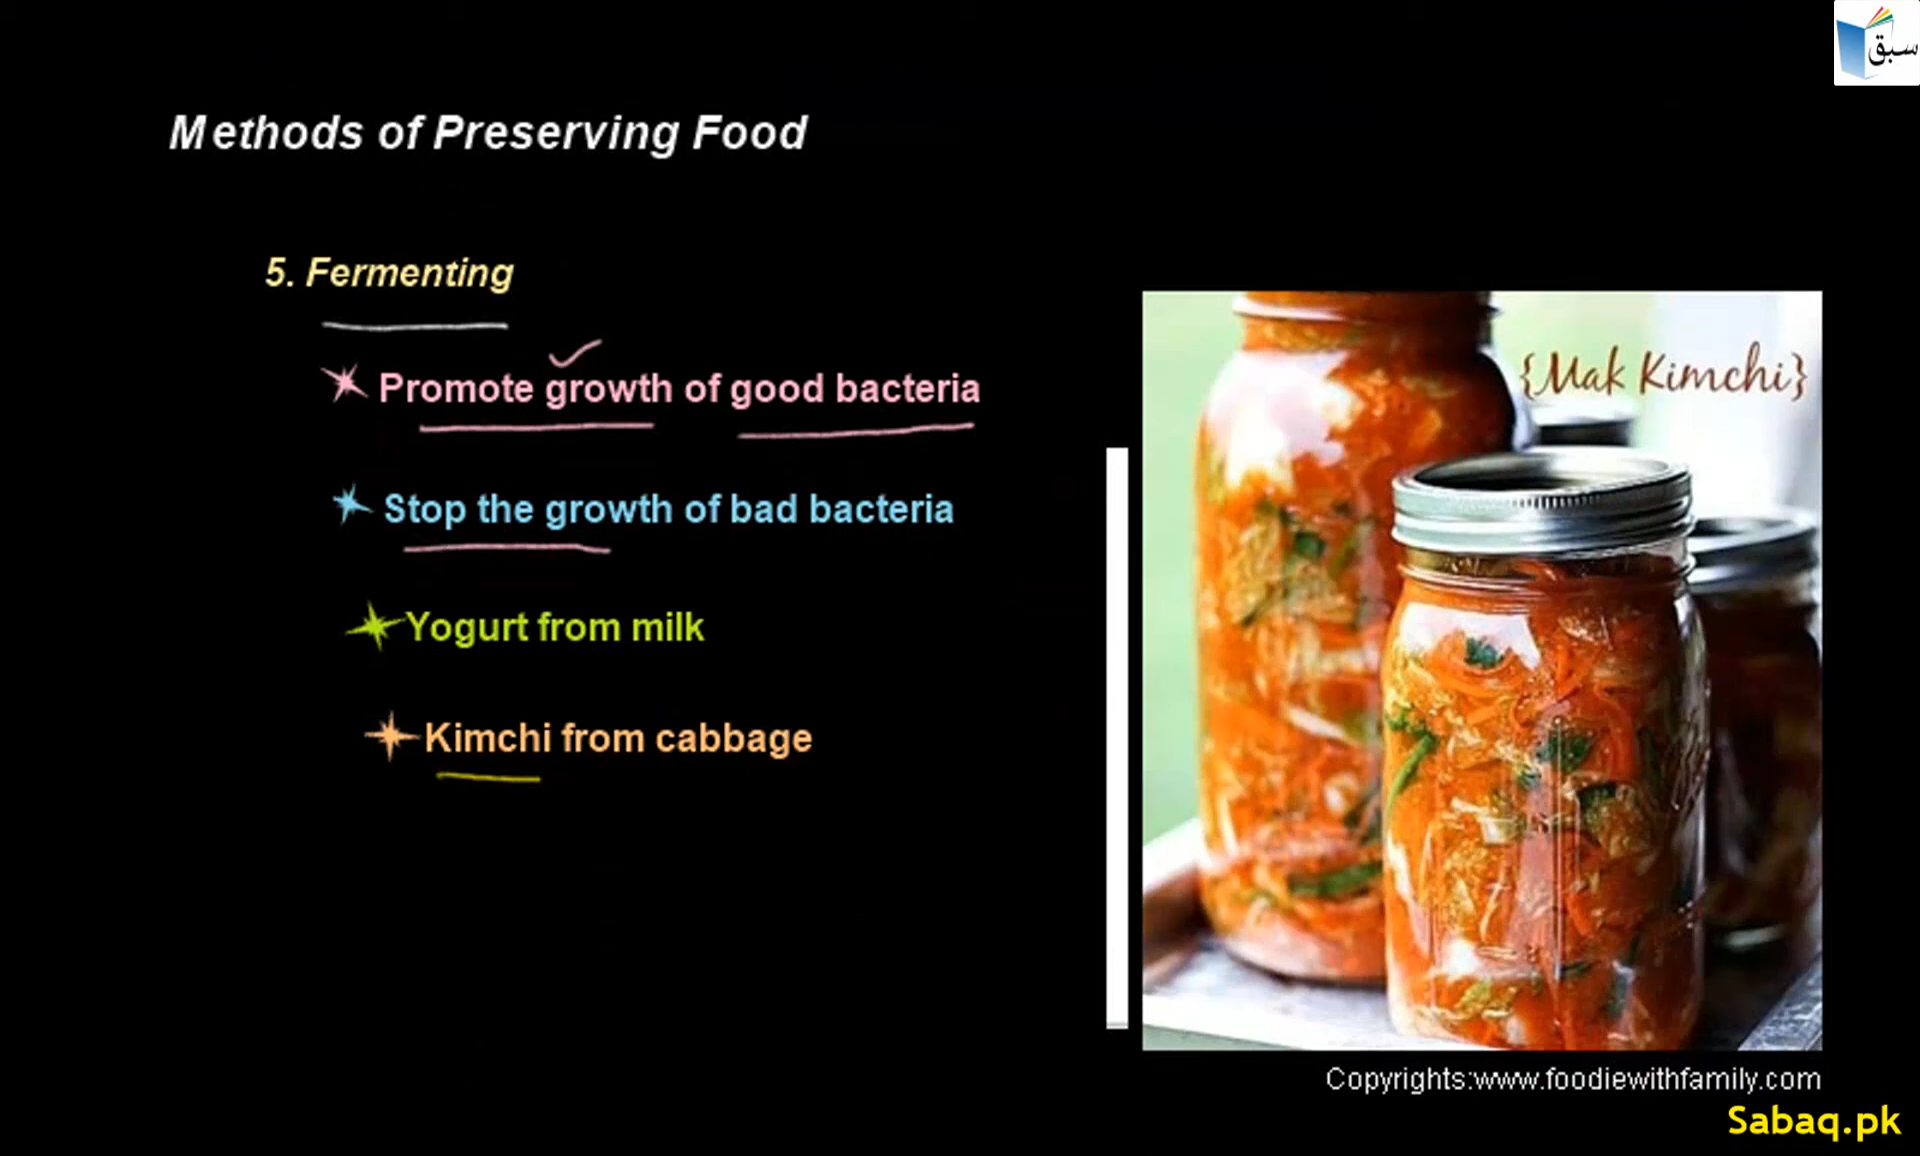 سبق
Methods of Preserving Food
5. Fermenting
Promote growth of good bacteria
Stop the growth of bad bacteria
Yogurt from milk
Kimchi from cabbage
{Mak Kimchi}
Copyrights:www.foodiewithfamily.com
Sabaq.pk